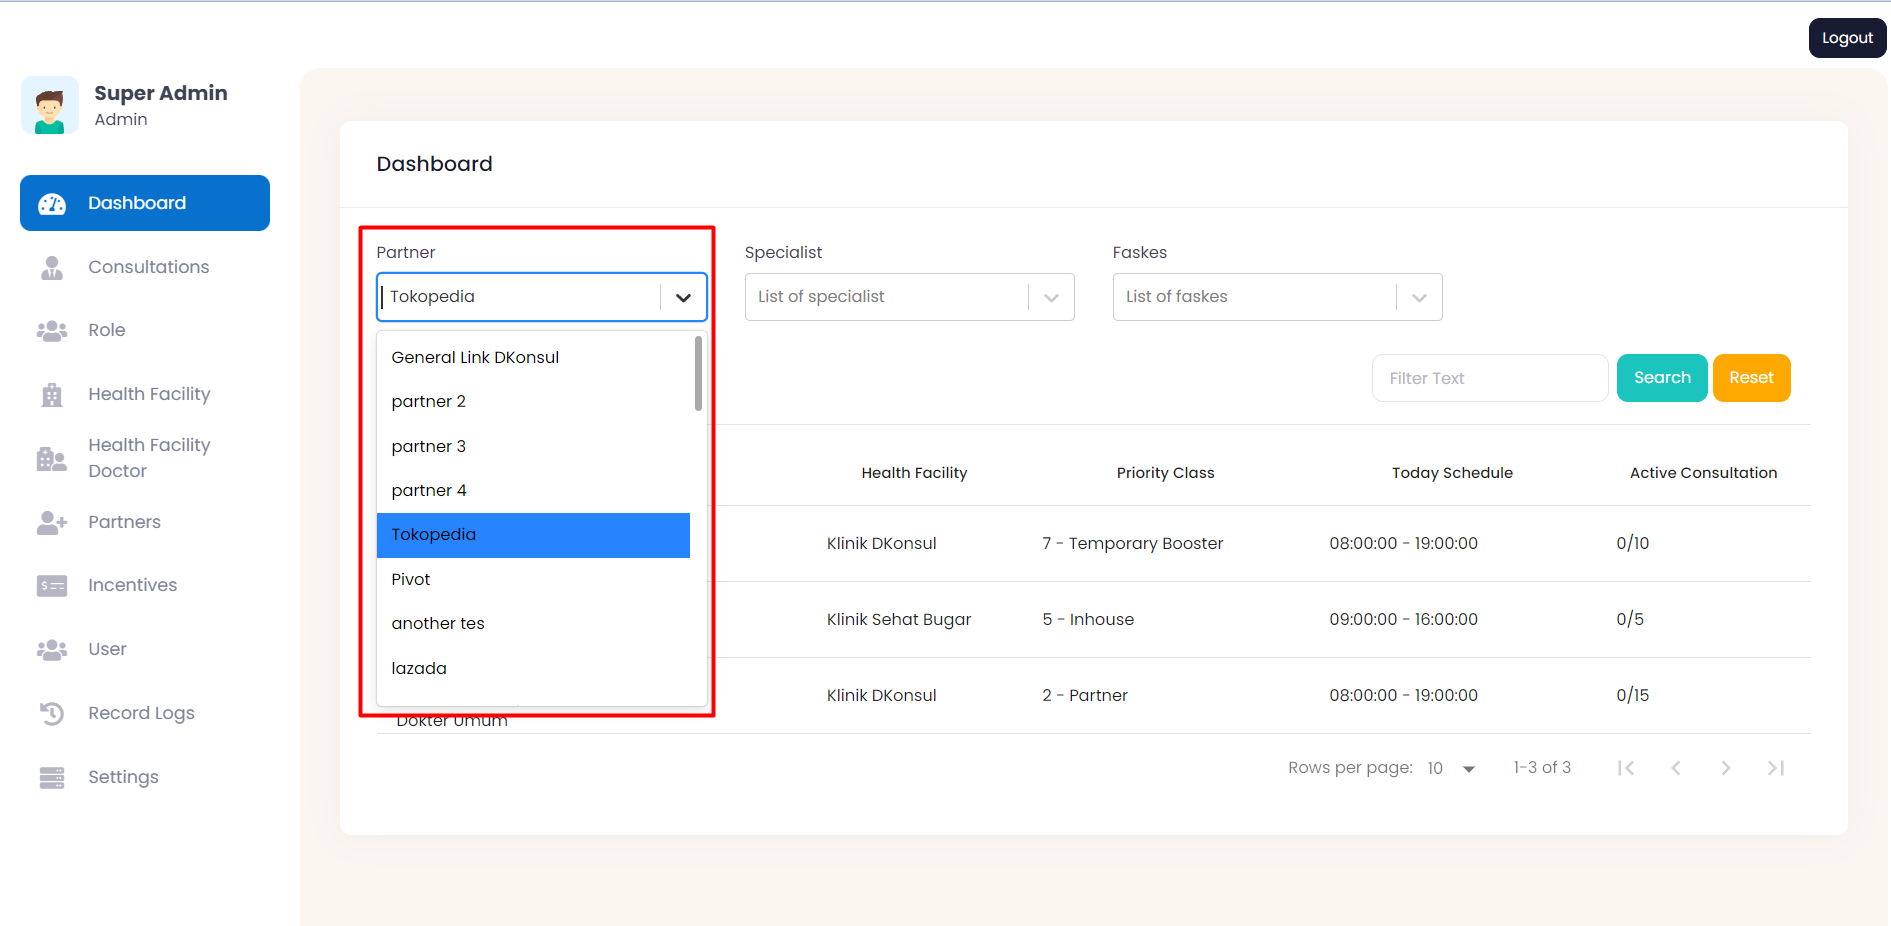 Logout
Super Admin
Admin
Dashboard
Consultations
Role
Health Facility
Health Facility
Doctor
Partners
Incentives
User
Record Logs
Settings
Dashboard
Partner
Specialist
Faskes
Tokopedia
List of specialist
List of faskes
General Link DKonsul
partner 2
partner 3
partner 4
Tokopedia
Pivot
another tes
lazada
Filter Text
Search
Reset
Health Facility
Priority Class
Today Schedule
Active Consultation
Klinik DKonsul
7 - Temporary Booster
08:00:00 - 19:00:00
0/10
Klinik Sehat Bugar
5 - Inhouse
09:00:00 - 16:00:00
0/5
Klinik DKonsul
2 - Partner
08:00:00 - 19:00:00
0/15
Dokter Umum
Rows per page:
10
1-3 of 3